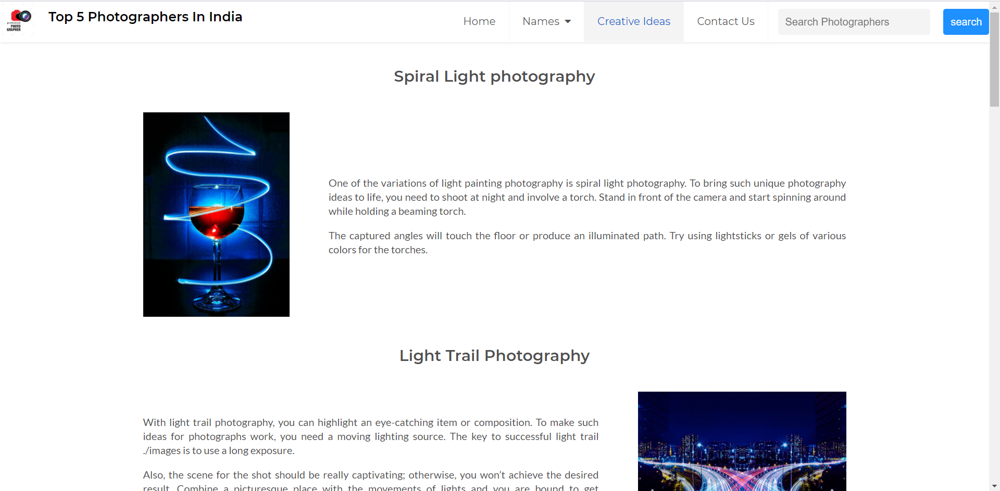 professional
PHOTO
GRAPHER
Top 5 Photographers In India
Home
Names
Creative Ideas
Contact Us
Search Photographers
search
Spiral Light photography
One of the variations of light painting photography is spiral light photography. To bring such unique photography
ideas to life, you need to shoot at night and involve a torch. Stand in front of the camera and start spinning around
while holding a beaming torch.
The captured angles will touch the floor or produce an illuminated path. Try using lightsticks or gels of various
colors for the torches.
Light Trail Photography
With light trail photography, you can highlight an eye-catching item or composition. To make such
ideas for photographs work, you need a moving lighting source. The key to successful light trail
./images is to use a long exposure.
Also, the scene for the shot should be really captivating; otherwise, you won’t achieve the desired
result. Combine a picturesque place with the movements of lights and you are bound to get